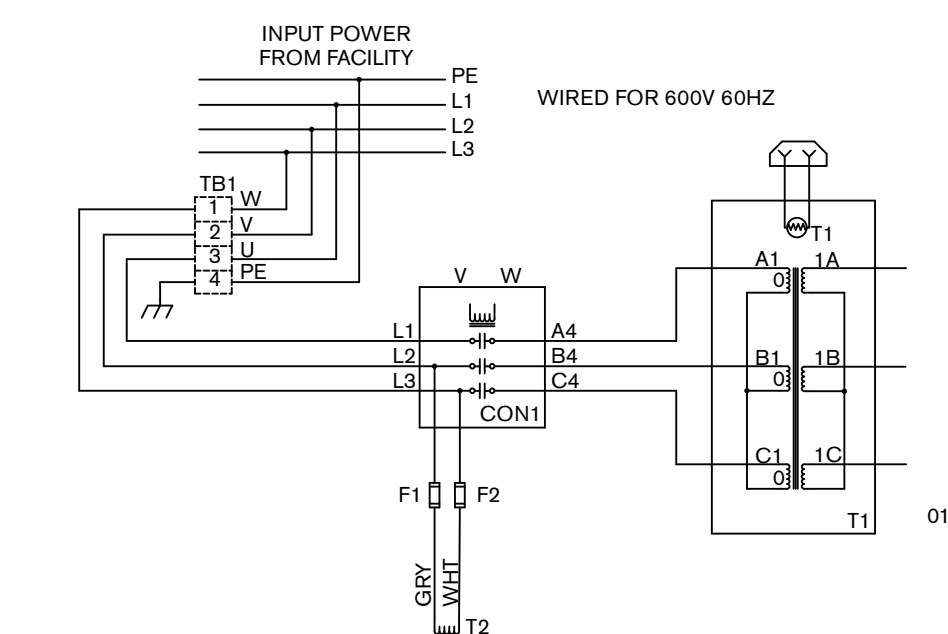 INPUT POWER
FROM FACILITY
PE
L1
L2
L3
WIRED FOR 600V 60HZ
TB1
1 W
2 V
3 U
4 PE
T1
A1 1A
0
V W
L1 A4
L2 B4
L3 C4
CON1
B1 1B
0
C1 1C
0
F1 F2
T1
01
GRY
WHT
T2